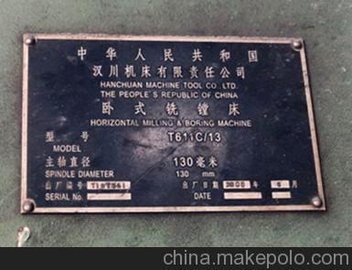 中华人民共和国
汉川机床有限责任公司
HANCHUAN MACHINE TOOL CO. LTD.
THE PEOPLE'S REPUBLIC OF CHINA
卧式铣镗床
HORIZONTAL MILLING & BORING MACHINE
型号 T611C/13
MODEL
主轴直径 130毫米
SPINDLE DIAMETER 130 mm
出厂编号 出厂日期 年 月
SERIAL No. DATE
china.makepolo.com